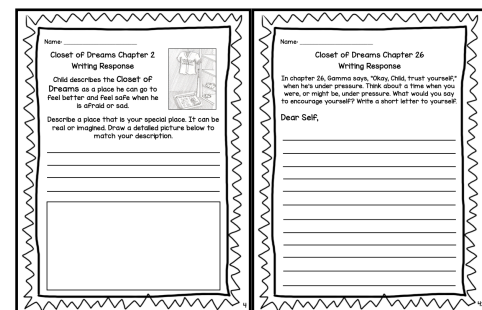 Name:
Closet of Dreams Chapter 2
Writing Response
Child describes the Closet of
Dreams as a place he can go to
feel better and feel safe when he
is afraid or sad.
Describe a place that is your special place. It can be
real or imagined. Draw a detailed picture below to
match your description.
4
Name:
Closet of Dreams Chapter 26
Writing Response
In chapter 26, Gamma says, "Okay, Child, trust yourself,"
when he's under pressure. Think about a time when you
were, or might be, under pressure. What would you say
to encourage yourself? Write a short letter to yourself.
Dear Self,